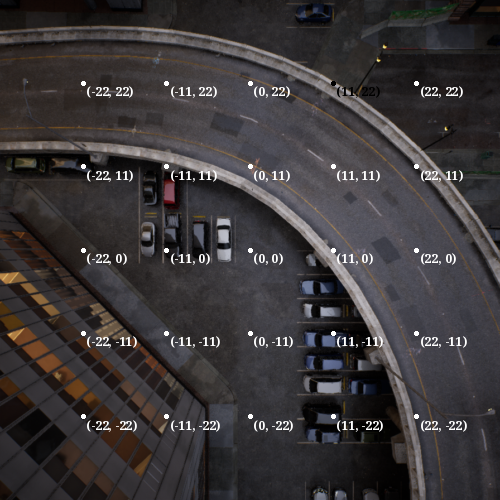 (-22, 22) (-11, 22) (0, 22) (11, 22) (22, 22)
(-22, 11) (-11, 11) (0, 11) (11, 11) (22, 11)
(-22, 0) (-11, 0) (0, 0) (11, 0) (22, 0)
(-22, -11) (-11, -11) (0, -11) (11, -11) (22, -11)
(-22, -22) (-11, -22) (0, -22) (11, -22) (22, -22)